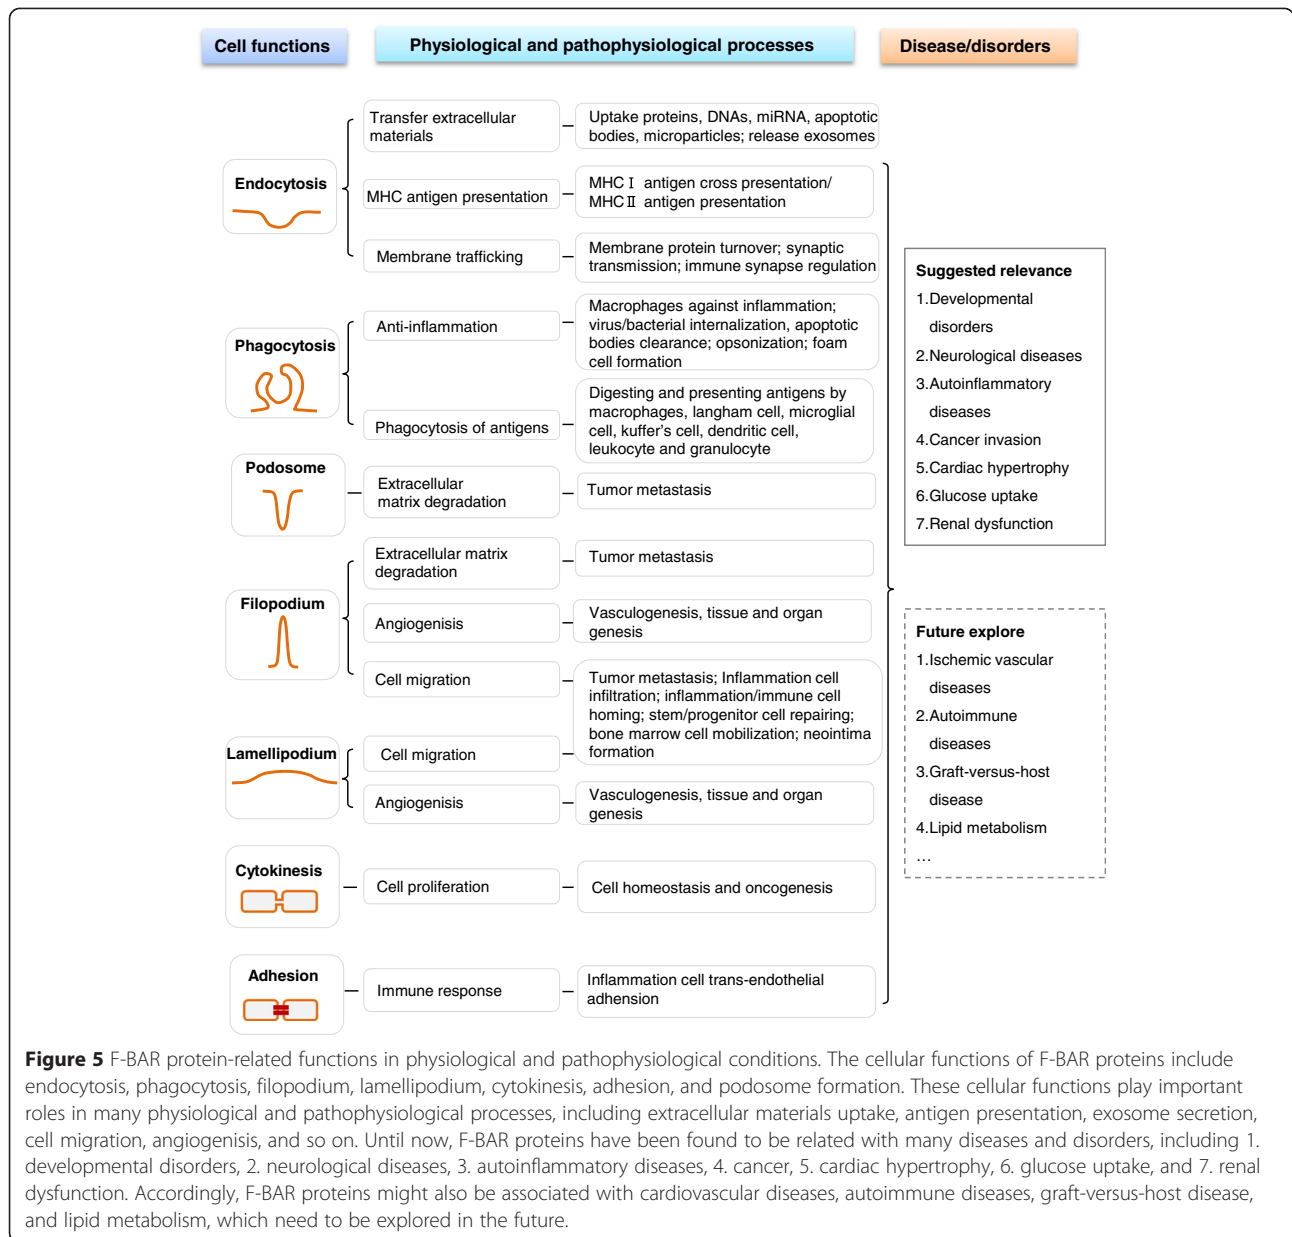 Cell functions
Physiological and pathophysiological processes
Disease/disorders
Endocytosis
Transfer extracellular
materials
Uptake proteins, DNAs, miRNA, apoptotic
bodies, microparticles; release exosomes
MHC antigen presentation
MHC I antigen cross presentation/
MHC II antigen presentation
Membrane trafficking
Membrane protein turnover; synaptic
transmission; immune synapse regulation
Phagocytosis
Anti-inflammation
Macrophages against inflammation;
virus/bacterial internalization, apoptotic
bodies clearance; opsonization; foam
cell formation
Phagocytosis of antigens
Digesting and presenting antigens by
macrophages, langham cell, microglial
cell, kuffer's cell, dendritic cell,
leukocyte and granulocyte
Podosome
Extracellular
matrix degradation
Tumor metastasis
Filopodium
Extracellular matrix
degradation
Tumor metastasis
Angiogenisis
Vasculogenesis, tissue and organ
genesis
Cell migration
Tumor metastasis; Inflammation cell
infiltration; inflammation/immune cell
homing; stem/progenitor cell repairing;
bone marrow cell mobilization; neointima
formation
Lamellipodium
Cell migration
Angiogenisis
Vasculogenesis, tissue and organ
genesis
Cytokinesis
Cell proliferation
Cell homeostasis and oncogenesis
Adhesion
Immune response
Inflammation cell trans-endothelial
adhension
Suggested relevance
1.Developmental
disorders
2.Neurological diseases
3.Autoinflammatory
diseases
4.Cancer invasion
5.Cardiac hypertrophy
6.Glucose uptake
7.Renal dysfunction
Future explore
1.Ischemic vascular
diseases
2.Autoimmune
diseases
3.Graft-versus-host
disease
4.Lipid metabolism
...
Figure 5 F-BAR protein-related functions in physiological and pathophysiological conditions. The cellular functions of F-BAR proteins include
endocytosis, phagocytosis, filopodium, lamellipodium, cytokinesis, adhesion, and podosome formation. These cellular functions play important
roles in many physiological and pathophysiological processes, including extracellular materials uptake, antigen presentation, exosome secretion,
cell migration, angiogenisis, and so on. Until now, F-BAR proteins have been found to be related with many diseases and disorders, including 1.
developmental disorders, 2. neurological diseases, 3. autoinflammatory diseases, 4. cancer, 5. cardiac hypertrophy, 6. glucose uptake, and 7. renal
dysfunction. Accordingly, F-BAR proteins might also be associated with cardiovascular diseases, autoimmune diseases, graft-versus-host disease,
and lipid metabolism, which need to be explored in the future.